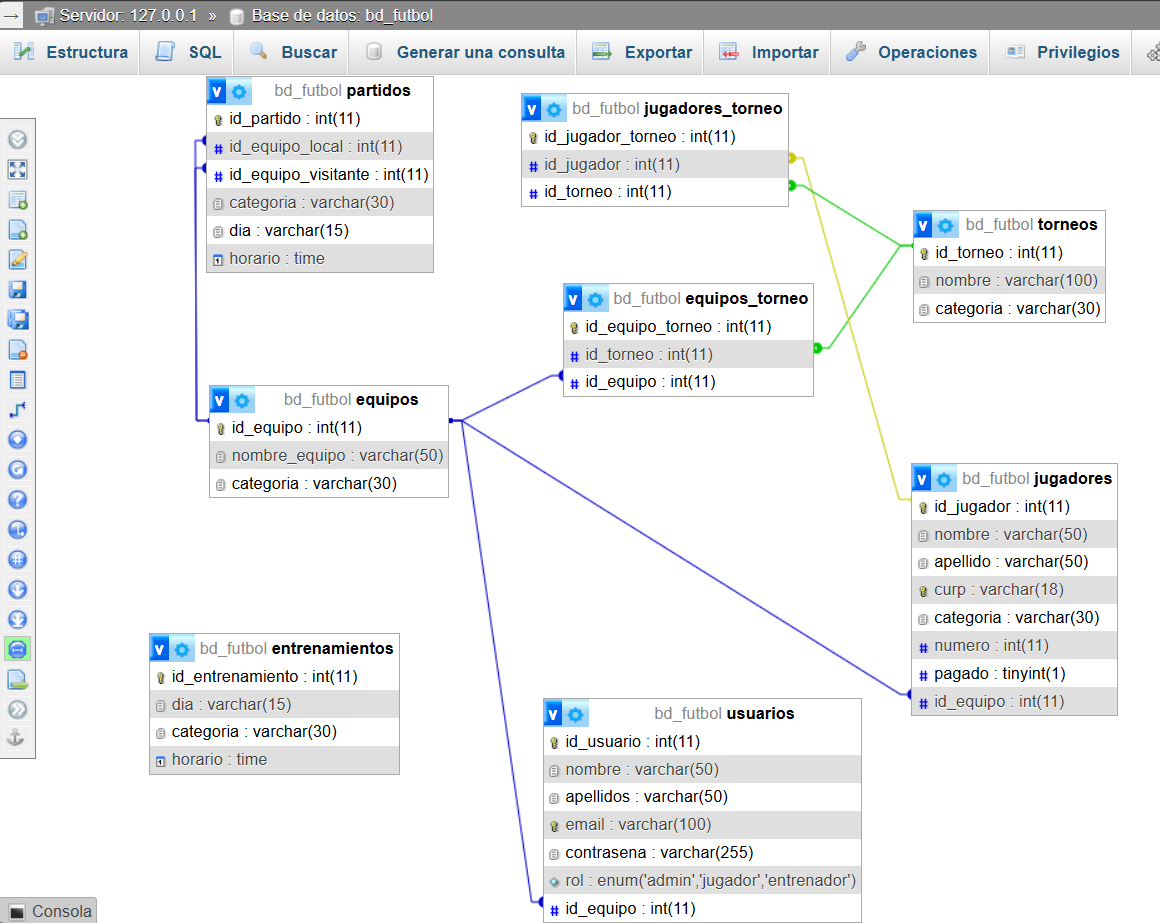 Servidor: 127.0.0.1 » Base de datos: bd_futbol
Estructura SQL Buscar Generar una consulta Exportar Importar Operaciones Privilegios
bd_futbol partidos
id_partido : int(11)
id_equipo_local : int(11)
id_equipo_visitante : int(11)
categoria : varchar(30)
dia : varchar(15)
horario : time
bd_futbol jugadores_torneo
id_jugador_torneo : int(11)
id_jugador : int(11)
id_torneo : int(11)
bd_futbol torneos
id_torneo : int(11)
nombre : varchar(100)
categoria : varchar(30)
bd_futbol equipos_torneo
id_equipo_torneo : int(11)
id_torneo : int(11)
id_equipo : int(11)
bd_futbol equipos
id_equipo : int(11)
nombre_equipo : varchar(50)
categoria : varchar(30)
bd_futbol jugadores
id_jugador : int(11)
nombre : varchar(50)
apellido : varchar(50)
curp : varchar(18)
categoria : varchar(30)
numero : int(11)
pagado : tinyint(1)
id_equipo : int(11)
bd_futbol entrenamientos
id_entrenamiento : int(11)
dia : varchar(15)
categoria : varchar(30)
horario : time
bd_futbol usuarios
id_usuario : int(11)
nombre : varchar(50)
apellidos : varchar(50)
email : varchar(100)
contrasena : varchar(255)
rol : enum('admin','jugador','entrenador')
id_equipo : int(11)
Consola